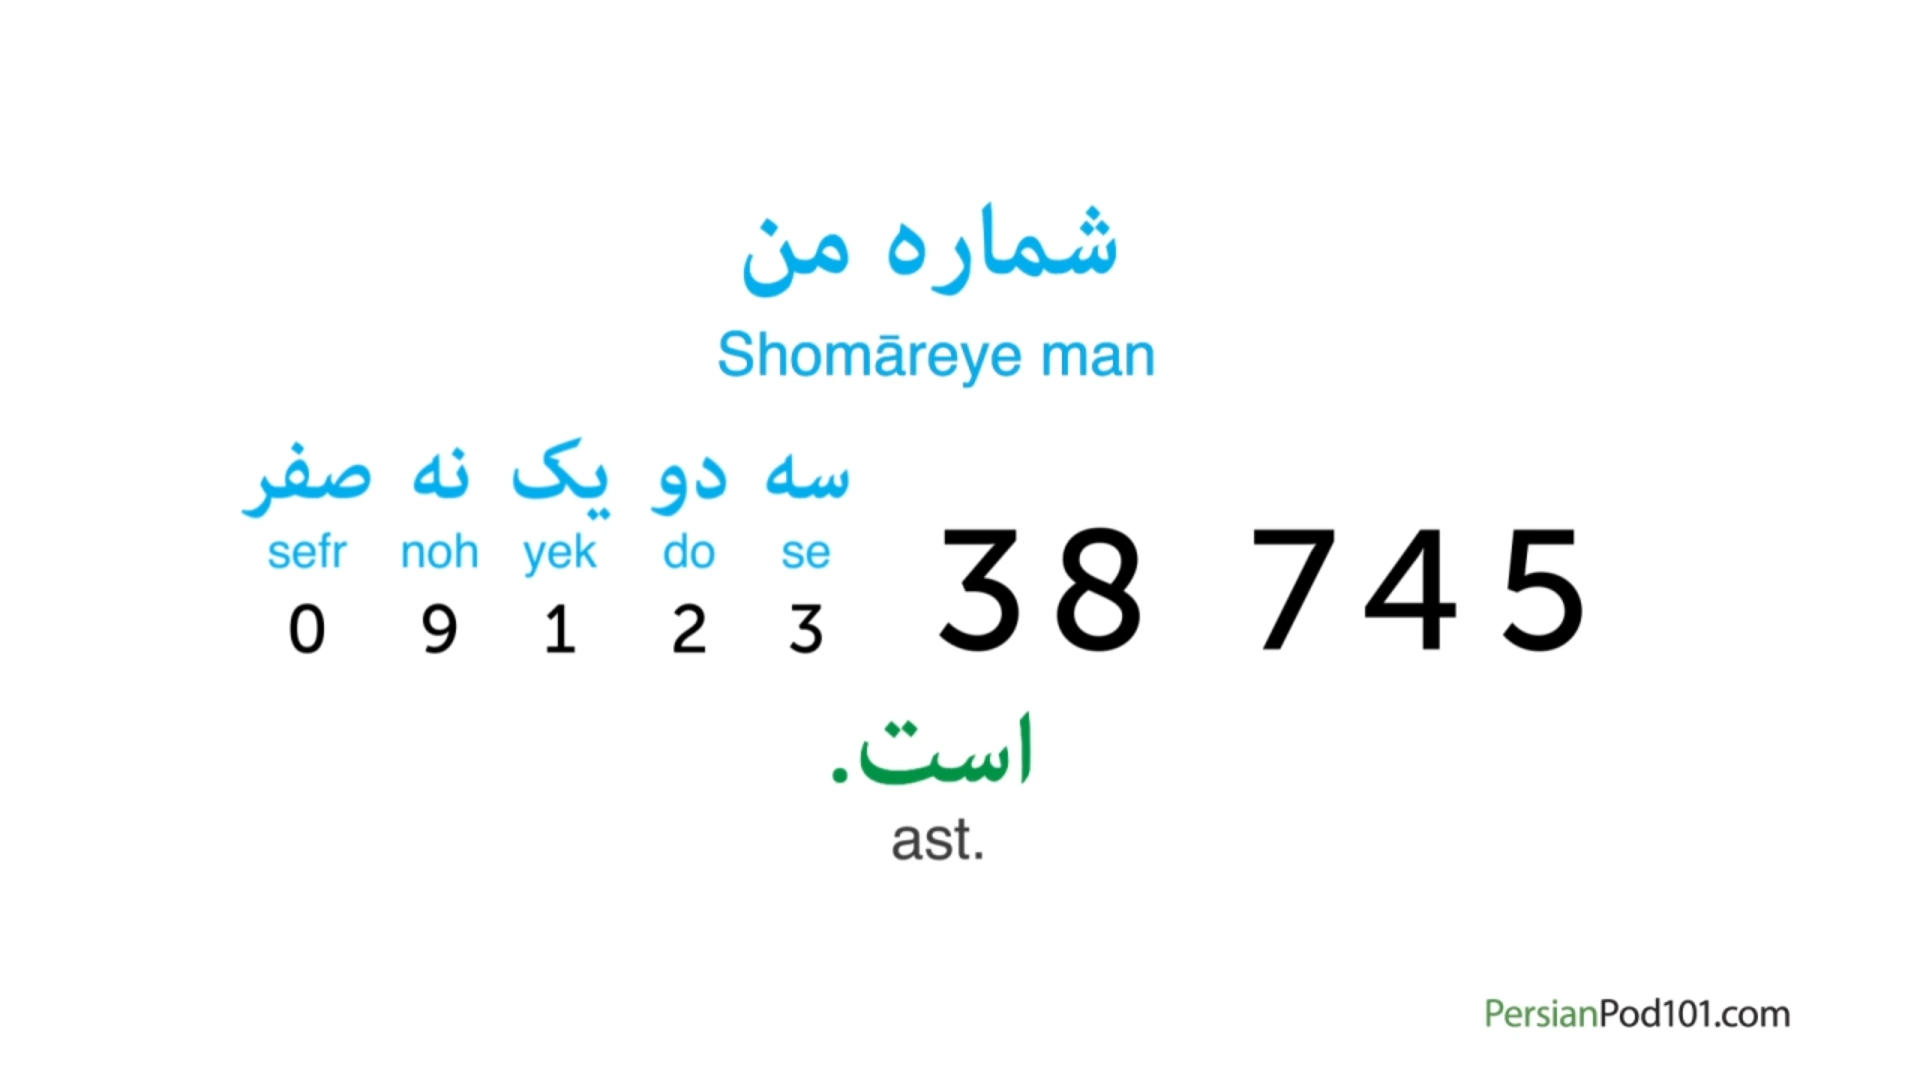 شماره من
Shomāreye man
صفر نه یک دو سه
sefr noh yek do se
0 9 1 2 3 38 745
است.
ast.
PersianPod101.com